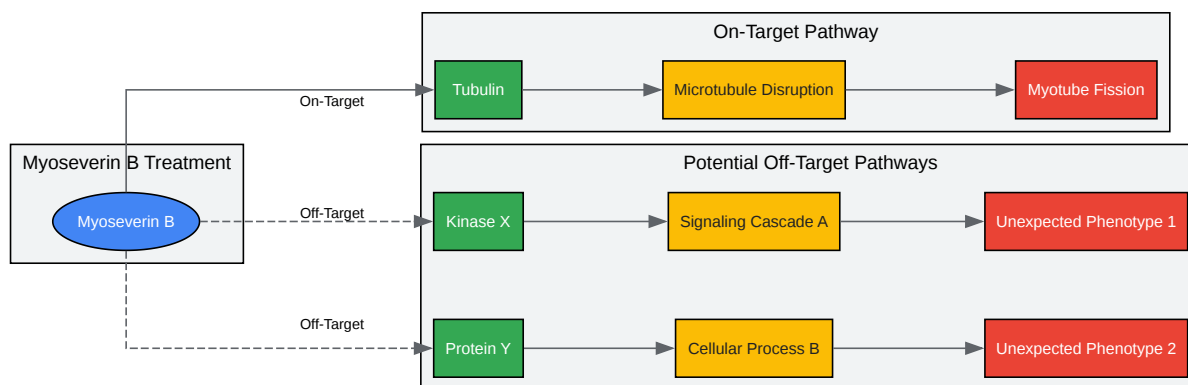 On-Target Pathway
Tubulin
Microtubule Disruption
Myotube Fission
On-Target
Myoseverin B Treatment
Myoseverin B
Potential Off-Target Pathways
Off-Target
Kinase X
Signaling Cascade A
Unexpected Phenotype 1
Off-Target
Protein Y
Cellular Process B
Unexpected Phenotype 2